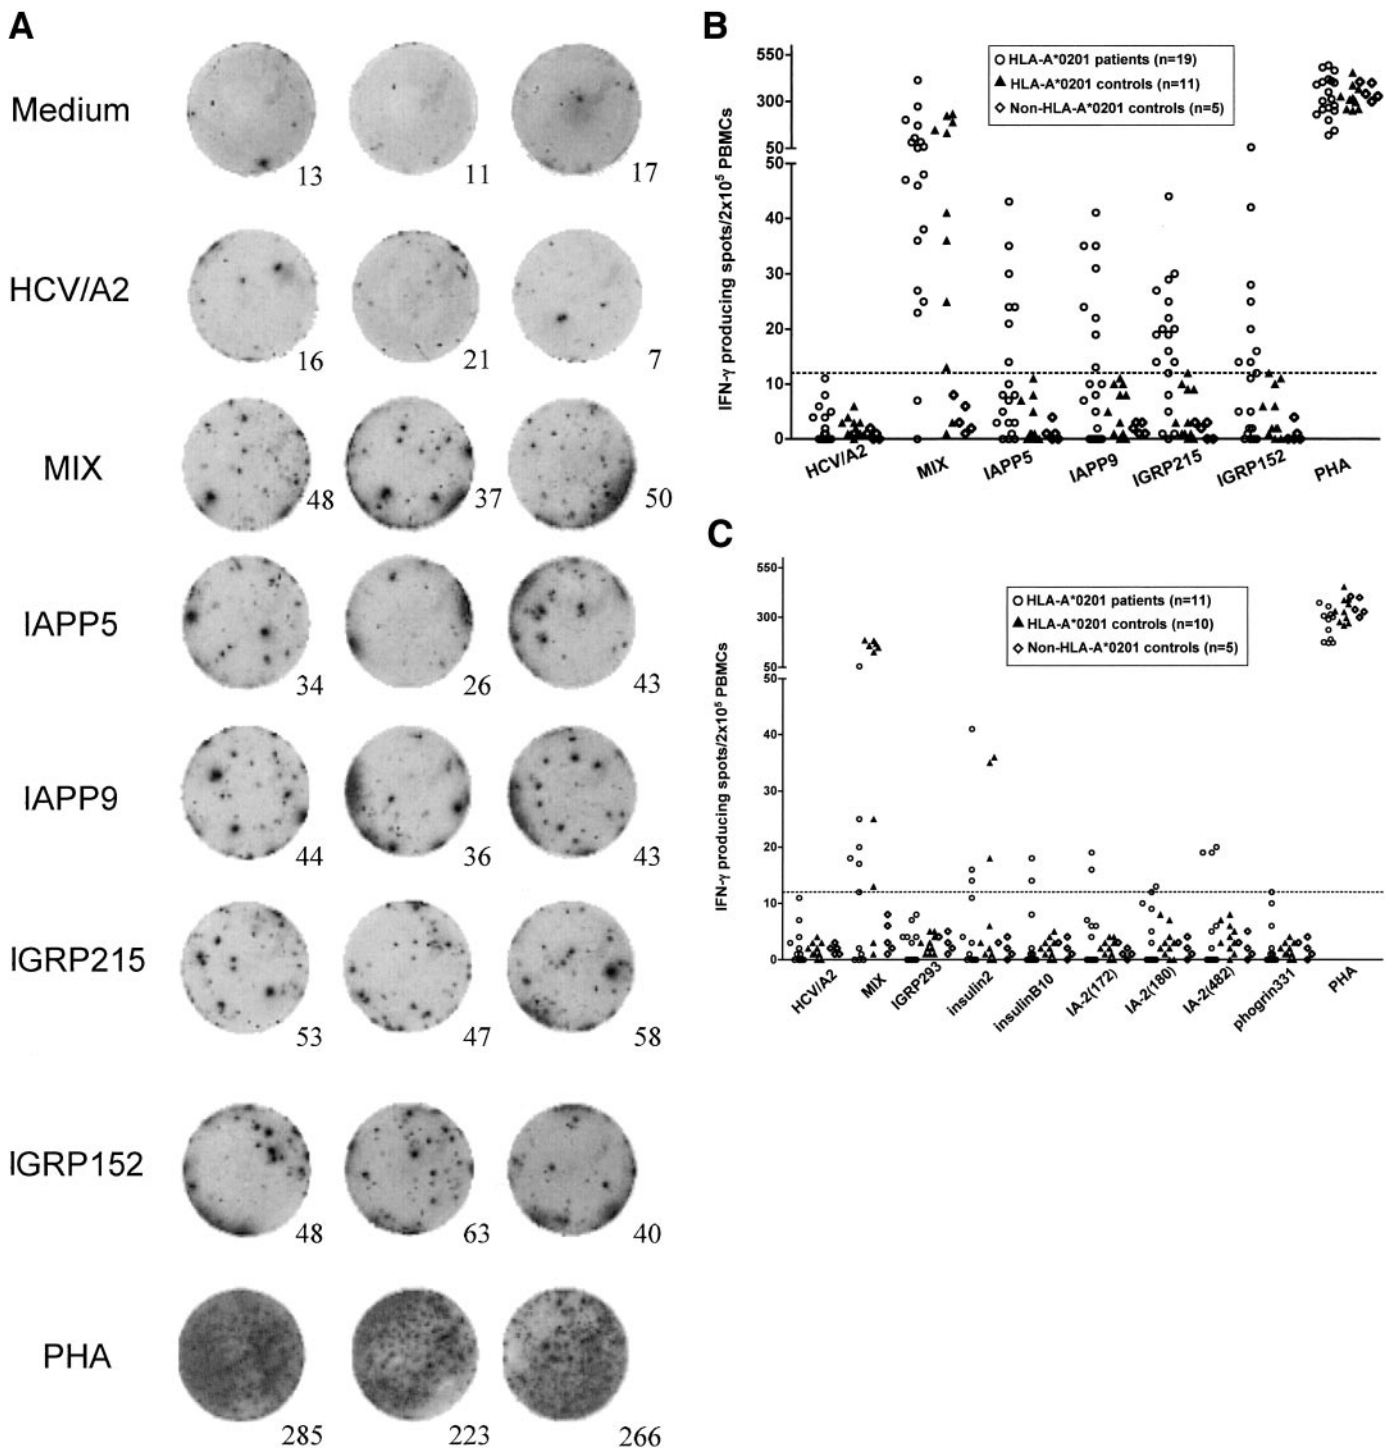 A
Medium
13
11
17
HCV/A2
16
21
7
MIX
48
37
50
IAPP5
34
26
43
IAPP9
44
36
43
IGRP215
53
47
58
IGRP152
48
63
40
PHA
285
223
266
B
IFN-γ producing spots/2x10⁵ PBMCs
550
300
50
50
40
30
20
10
0
HLA-A*0201 patients (n=19)
HLA-A*0201 controls (n=11)
Non-HLA-A*0201 controls (n=5)
HCV/A2
MIX
IAPP5
IAPP9
IGRP215
IGRP152
PHA
C
IFN-γ producing spots/2x10⁵ PBMCs
550
300
50
50
40
30
20
10
0
HLA-A*0201 patients (n=11)
HLA-A*0201 controls (n=10)
Non-HLA-A*0201 controls (n=5)
HCV/A2
MIX
IGRP293
insulin2
insulinB10
IA-2(172)
IA-2(180)
IA-2(482)
phogrin331
PHA